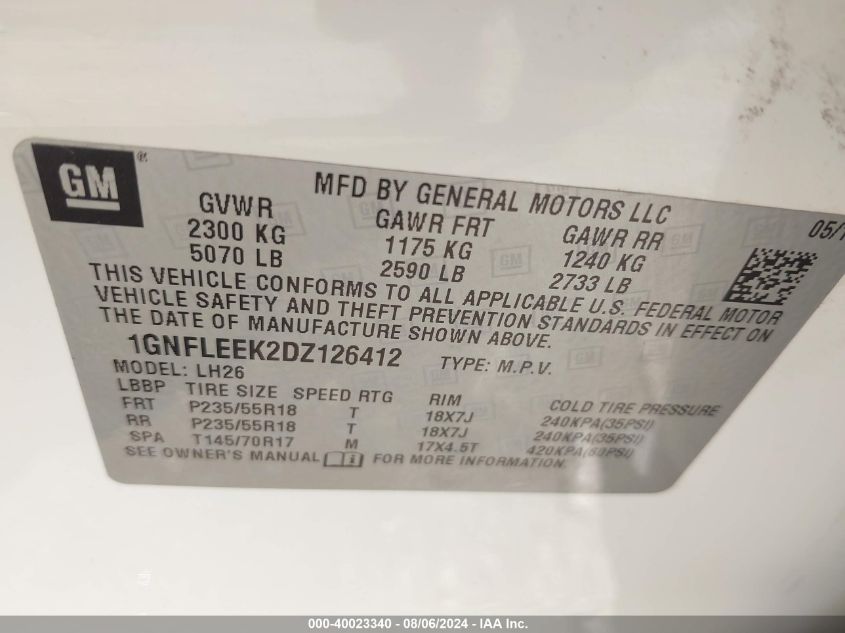 GM ®
MFD BY GENERAL MOTORS LLC
GVWR GAWR FRT GAWR RR 05/1
2300 KG 1175 KG 1240 KG
5070 LB 2590 LB 2733 LB
THIS VEHICLE CONFORMS TO ALL APPLICABLE U.S. FEDERAL MOTOR
VEHICLE SAFETY AND THEFT PREVENTION STANDARDS IN EFFECT ON
THE DATE OF MANUFACTURE SHOWN ABOVE.
1GNFLEEK2DZ126412 TYPE: M.P.V.
MODEL: LH26
LBBP TIRE SIZE SPEED RTG RIM COLD TIRE PRESSURE
FRT P235/55R18 T 18X7J 240KPA(35PSI)
RR P235/55R18 T 18X7J 240KPA(35PSI)
SPA T145/70R17 M 17X4.5T 420KPA(60PSI)
SEE OWNER'S MANUAL FOR MORE INFORMATION.
000-40023340 - 08/06/2024 - IAA Inc.